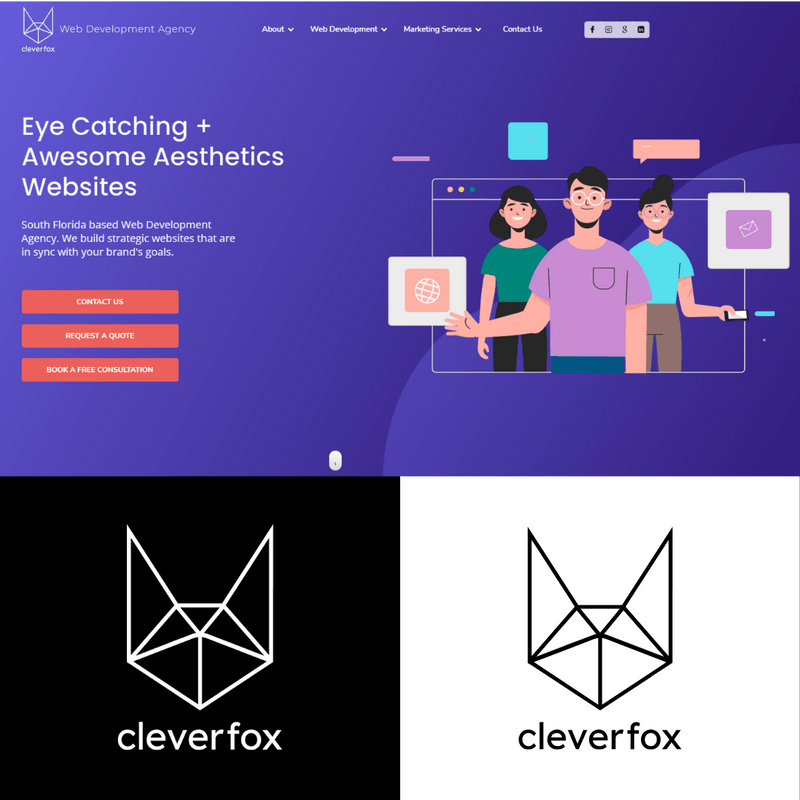 Web Development Agency
cleverfox
About
Web Development
Marketing Services
Contact Us
Eye Catching +
Awesome Aesthetics
Websites
South Florida based Web Development
Agency. We build strategic websites that are
in sync with your brand's goals.
CONTACT US
REQUEST A QUOTE
BOOK A FREE CONSULTATION
cleverfox
cleverfox